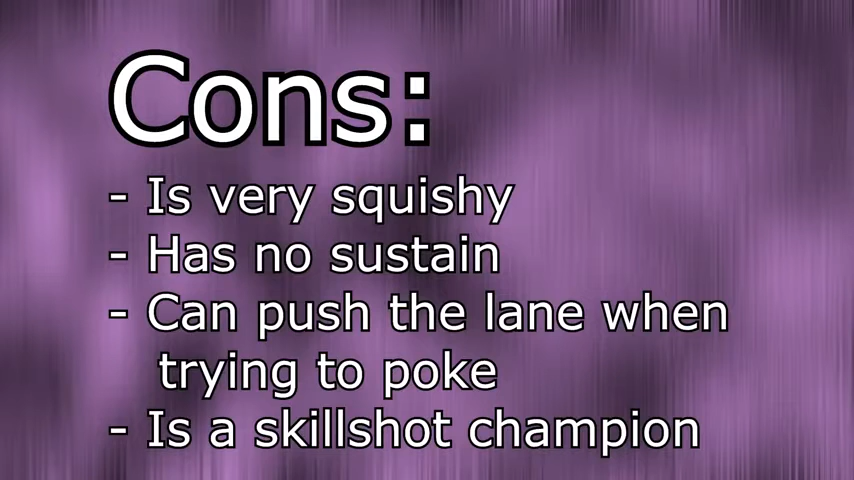 Cons:
- Is very squishy
- Has no sustain
- Can push the lane when
trying to poke
- Is a skillshot champion